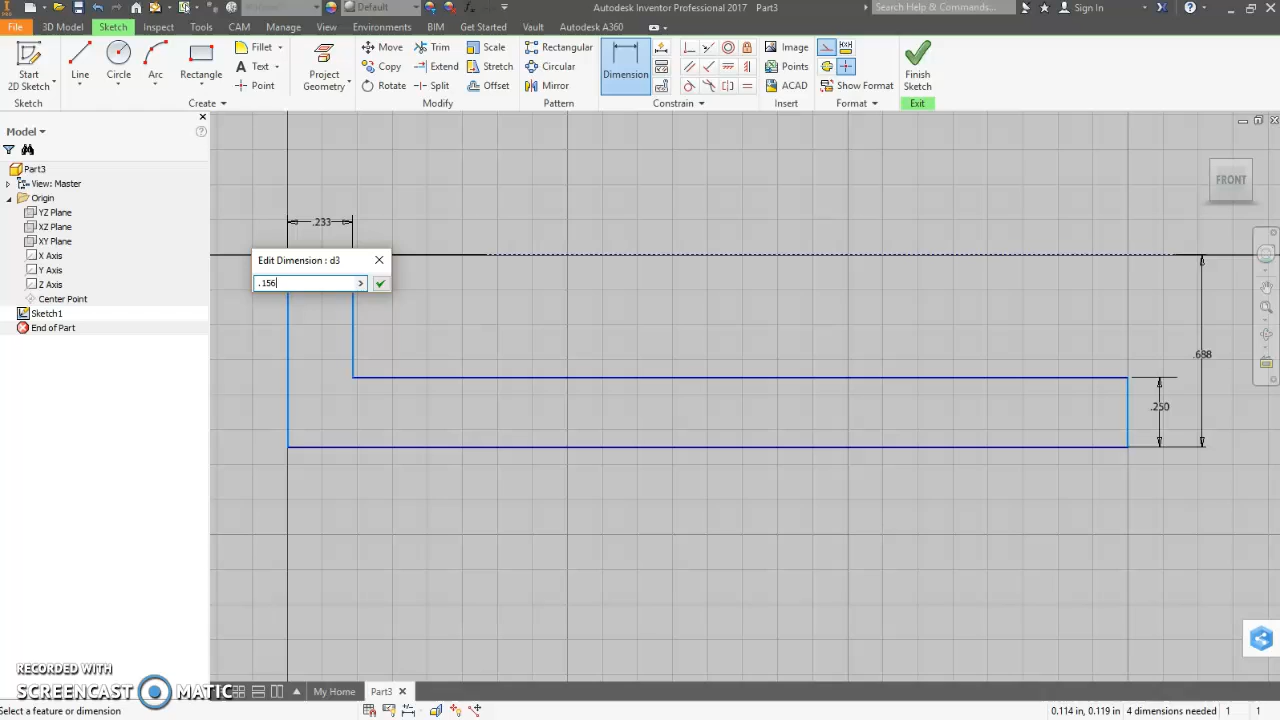 Default
Autodesk Inventor Professional 2017 Part3
Search Help & Commands...
Sign In
File 3D Model Sketch Inspect Tools CAM Manage View Environments BIM Get Started Vault Autodesk A360
Start
2D Sketch
Line
Circle
Arc
Rectangle
Fillet
Text
Point
Project
Geometry
Move Trim Scale
Copy Extend Stretch
Rotate Split Offset
Rectangular
Circular
Mirror
Dimension
Image
Points
ACAD
Show Format
Finish
Sketch
Sketch Create Modify Pattern Constrain Insert Format Exit
Model
Part3
View: Master
Origin
YZ Plane
XZ Plane
XY Plane
X Axis
Y Axis
Z Axis
Center Point
Sketch1
End of Part
FRONT
.233
Edit Dimension : d3
.156
.688
.250
RECORDED WITH
SCREENCAST MATIC
My Home Part3
Select a feature or dimension
0.114 in, 0.119 in 4 dimensions needed 1 1